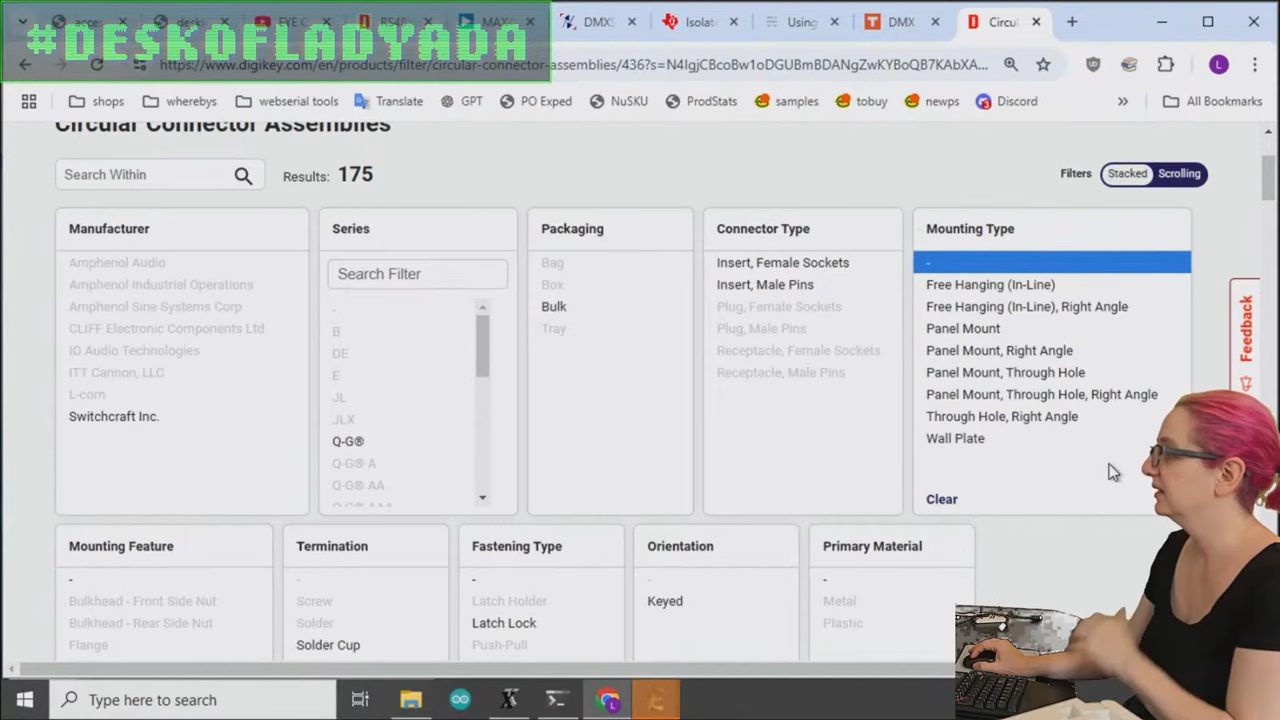 #DESKOFLADYADA
DMXS
Isolat
Using
DMX
Circul
https://www.digikey.com/en/products/filter/circular-connector-assemblies/436?s=N4IgjCBcoBw1oDGUBmBDANgZwKYBoQB7KAbXA...
shops
wherebys
webserial tools
Translate
GPT
PO Exped
NuSKU
ProdStats
samples
tobuy
newps
Discord
»
All Bookmarks
Circular Connector Assemblies
Search Within
Results: 175
Filters
Stacked
Scrolling
Manufacturer
Amphenol Audio
Amphenol Industrial Operations
Amphenol Sine Systems Corp
CLIFF Electronic Components Ltd
IO Audio Technologies
ITT Cannon, LLC
L-com
Switchcraft Inc.
Series
Search Filter
-
B
DE
E
JL
JLX
Q-G®
Q-G® A
Q-G® AA
Q-G® AAA
Packaging
Bag
Box
Bulk
Tray
Connector Type
Insert, Female Sockets
Insert, Male Pins
Plug, Female Sockets
Plug, Male Pins
Receptacle, Female Sockets
Receptacle, Male Pins
Mounting Type
-
Free Hanging (In-Line)
Free Hanging (In-Line), Right Angle
Panel Mount
Panel Mount, Right Angle
Panel Mount, Through Hole
Panel Mount, Through Hole, Right Angle
Through Hole, Right Angle
Wall Plate
Clear
Feedback
Mounting Feature
-
Bulkhead - Front Side Nut
Bulkhead - Rear Side Nut
Flange
Termination
-
Screw
Solder
Solder Cup
Fastening Type
-
Latch Holder
Latch Lock
Push-Pull
Orientation
-
Keyed
Primary Material
-
Metal
Plastic
Type here to search